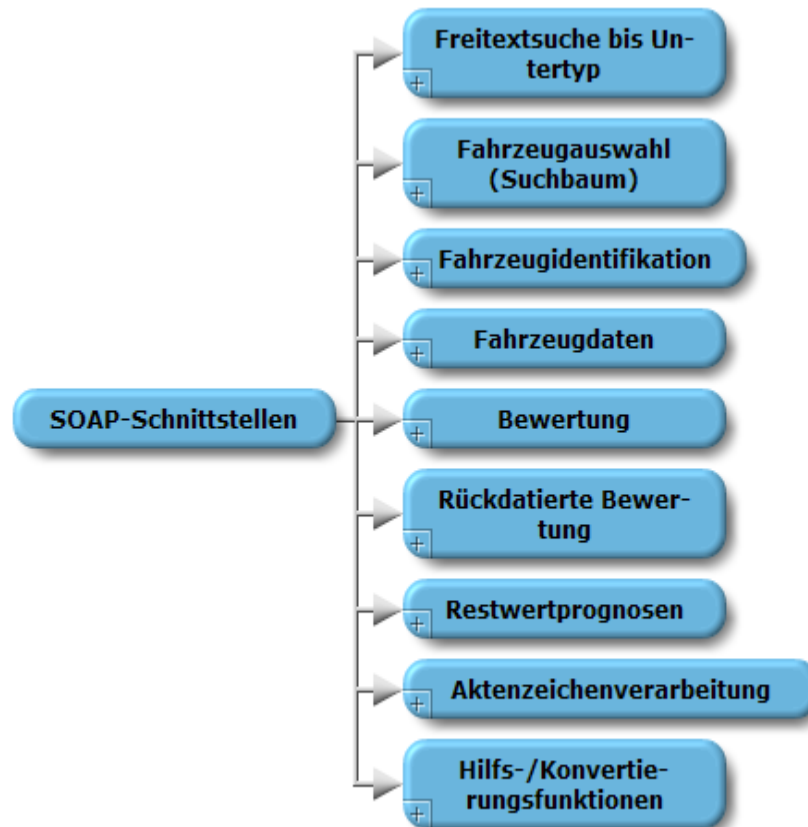 Freitextsuche bis Un-
tertyp
Fahrzeugauswahl
(Suchbaum)
Fahrzeugidentifikation
Fahrzeugdaten
SOAP-Schnittstellen
Bewertung
Rückdatierte Bewer-
tung
Restwertprognosen
Aktenzeichenverarbeitung
Hilfs-/Konvertie-
rungsfunktionen